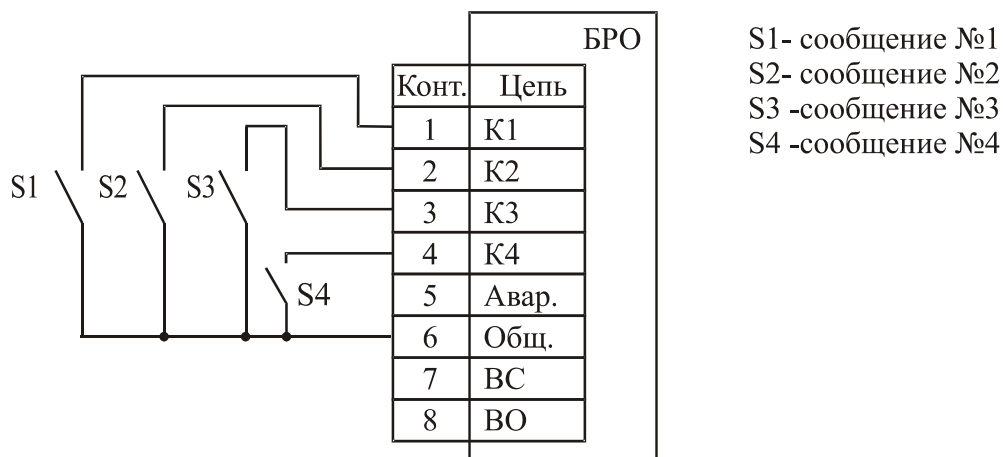 БРО
S1- сообщение №1
S2- сообщение №2
S3 -сообщение №3
S4 -сообщение №4
Конт. Цепь
1 К1
2 К2
3 К3
4 К4
5 Авар.
6 Общ.
7 ВС
8 ВО
S1 S2 S3
S4